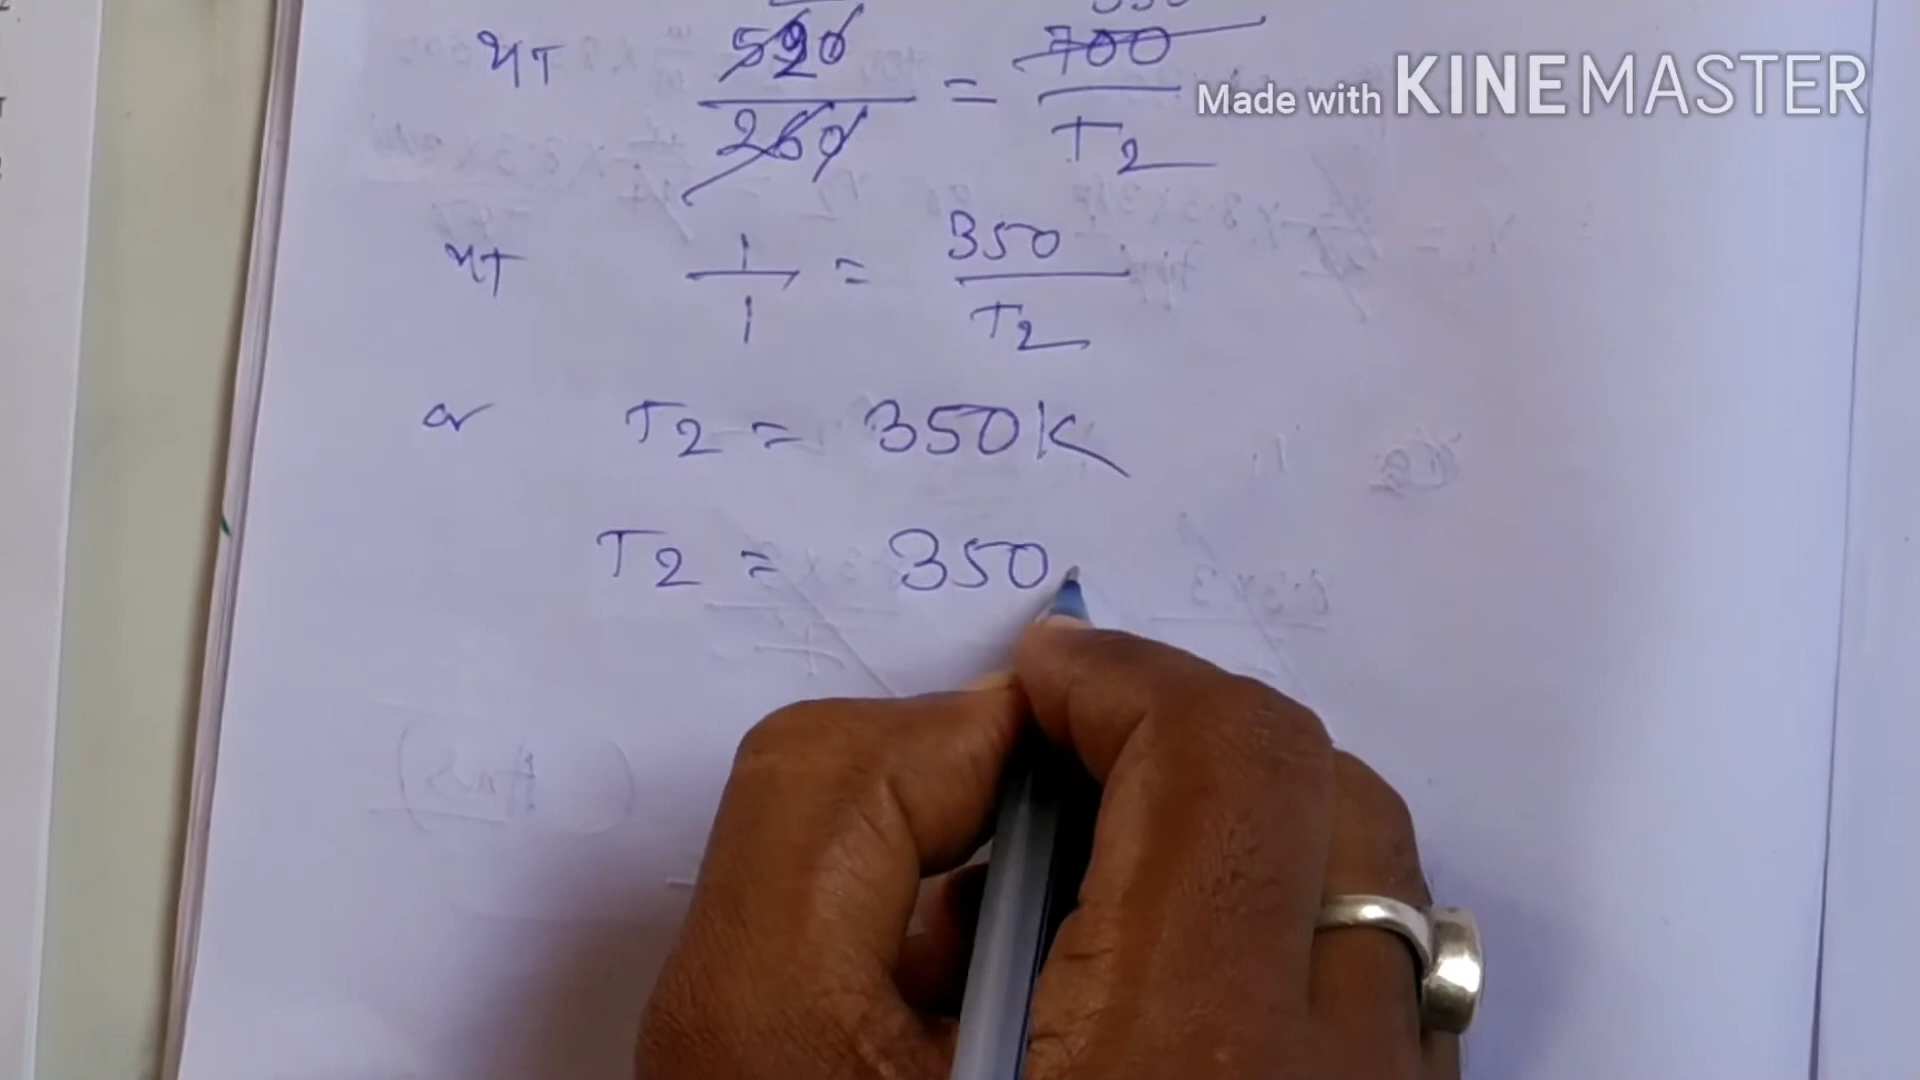 या 520/260 = 700/T2
Made with KINEMASTER
या 1/1 = 350/T2
or T2 = 350K
T2 = 350